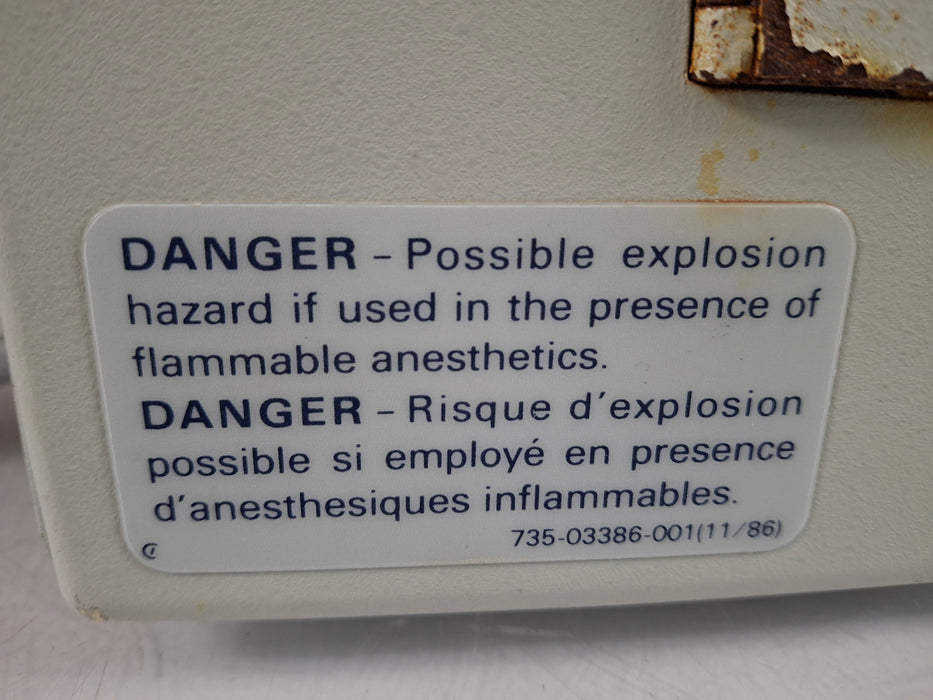 DANGER – Possible explosion
hazard if used in the presence of
flammable anesthetics.
DANGER – Risque d'explosion
possible si employé en presence
d'anesthesiques inflammables.
735-03386-001(11/86)